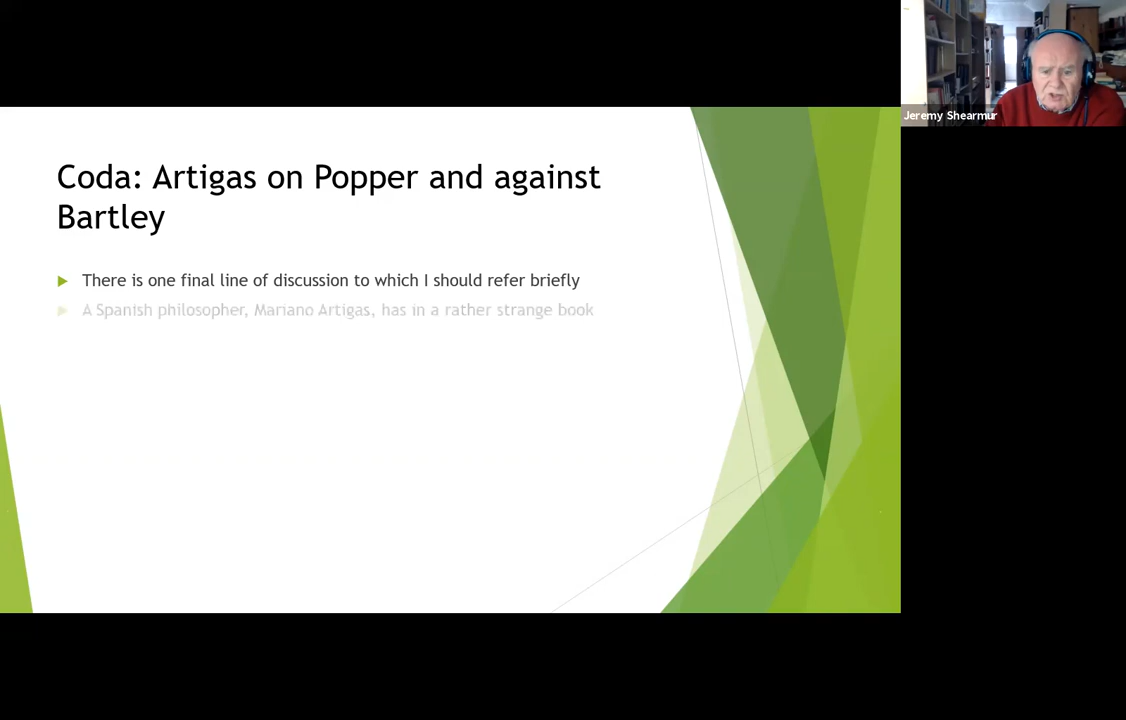 Jeremy Shearmur
Coda: Artigas on Popper and against
Bartley
There is one final line of discussion to which I should refer briefly
A Spanish philosopher, Mariano Artigas, has in a rather strange book